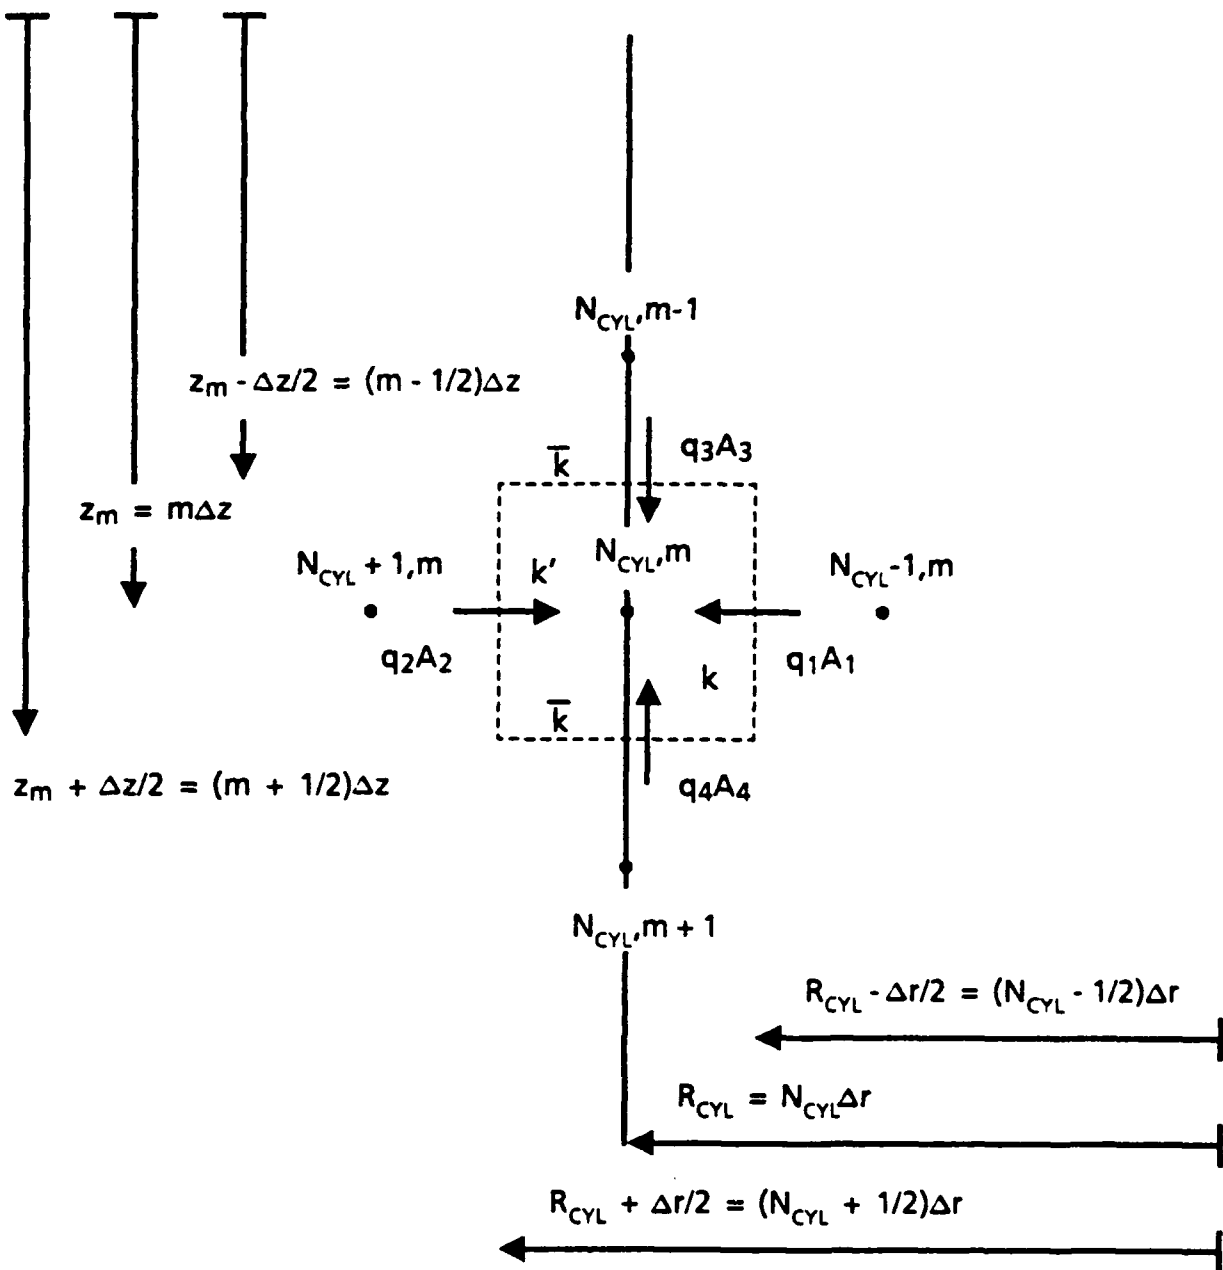 N_CYL,m-1
z_m - Δz/2 = (m - 1/2)Δz
k̅
q₃A₃
z_m = mΔz
N_CYL + 1,m
k′
N_CYL,m
N_CYL-1,m
q₂A₂
k
q₁A₁
k̅
z_m + Δz/2 = (m + 1/2)Δz
q₄A₄
N_CYL,m + 1
R_CYL - Δr/2 = (N_CYL - 1/2)Δr
R_CYL = N_CYLΔr
R_CYL + Δr/2 = (N_CYL + 1/2)Δr